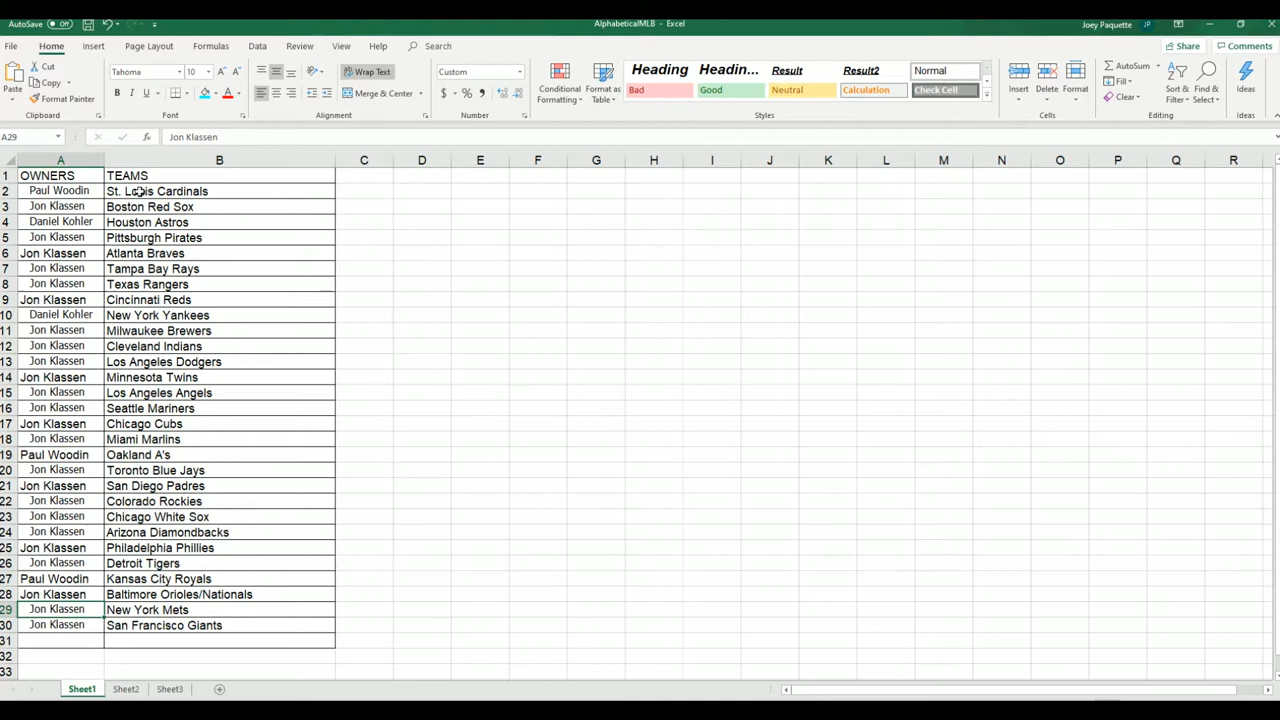 AutoSave Off AlphabeticalMLB - Excel Joey Paquette JP
File Home Insert Page Layout Formulas Data Review View Help Search Share Comments
Paste Cut Copy Format Painter Clipboard
Tahoma 10 A A B I U A Font
Wrap Text Merge & Center Alignment
Custom $ % , Number
Conditional Formatting Format as Table
Heading Headin... Result Result2 Normal
Bad Good Neutral Calculation Check Cell
Styles
Insert Delete Format Cells
AutoSum Fill Clear Sort & Filter Find & Select Editing
Ideas Ideas
A29 fx Jon Klassen
A B C D E F G H I J K L M N O P Q R
1 OWNERS TEAMS
2 Paul Woodin St. Louis Cardinals
3 Jon Klassen Boston Red Sox
4 Daniel Kohler Houston Astros
5 Jon Klassen Pittsburgh Pirates
6 Jon Klassen Atlanta Braves
7 Jon Klassen Tampa Bay Rays
8 Jon Klassen Texas Rangers
9 Jon Klassen Cincinnati Reds
10 Daniel Kohler New York Yankees
11 Jon Klassen Milwaukee Brewers
12 Jon Klassen Cleveland Indians
13 Jon Klassen Los Angeles Dodgers
14 Jon Klassen Minnesota Twins
15 Jon Klassen Los Angeles Angels
16 Jon Klassen Seattle Mariners
17 Jon Klassen Chicago Cubs
18 Jon Klassen Miami Marlins
19 Paul Woodin Oakland A's
20 Jon Klassen Toronto Blue Jays
21 Jon Klassen San Diego Padres
22 Jon Klassen Colorado Rockies
23 Jon Klassen Chicago White Sox
24 Jon Klassen Arizona Diamondbacks
25 Jon Klassen Philadelphia Phillies
26 Jon Klassen Detroit Tigers
27 Paul Woodin Kansas City Royals
28 Jon Klassen Baltimore Orioles/Nationals
29 Jon Klassen New York Mets
30 Jon Klassen San Francisco Giants
31
32
33
Sheet1 Sheet2 Sheet3